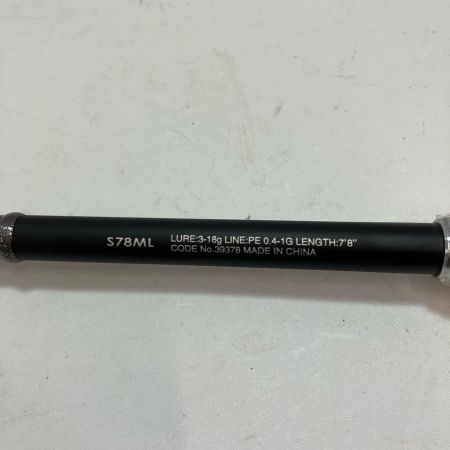 S78ML
LURE:3-18g LINE:PE 0.4-1G LENGTH:7'8"
CODE No.39378 MADE IN CHINA